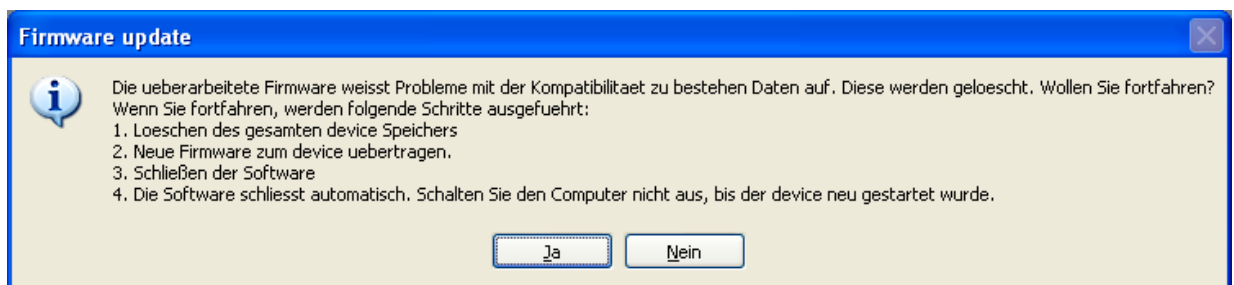 Firmware update
Die ueberarbeitete Firmware weisst Probleme mit der Kompatibilitaet zu bestehen Daten auf. Diese werden geloescht. Wollen Sie fortfahren?
Wenn Sie fortfahren, werden folgende Schritte ausgefuehrt:
1. Loeschen des gesamten device Speichers
2. Neue Firmware zum device uebertragen.
3. Schließen der Software
4. Die Software schliesst automatisch. Schalten Sie den Computer nicht aus, bis der device neu gestartet wurde.
Ja Nein